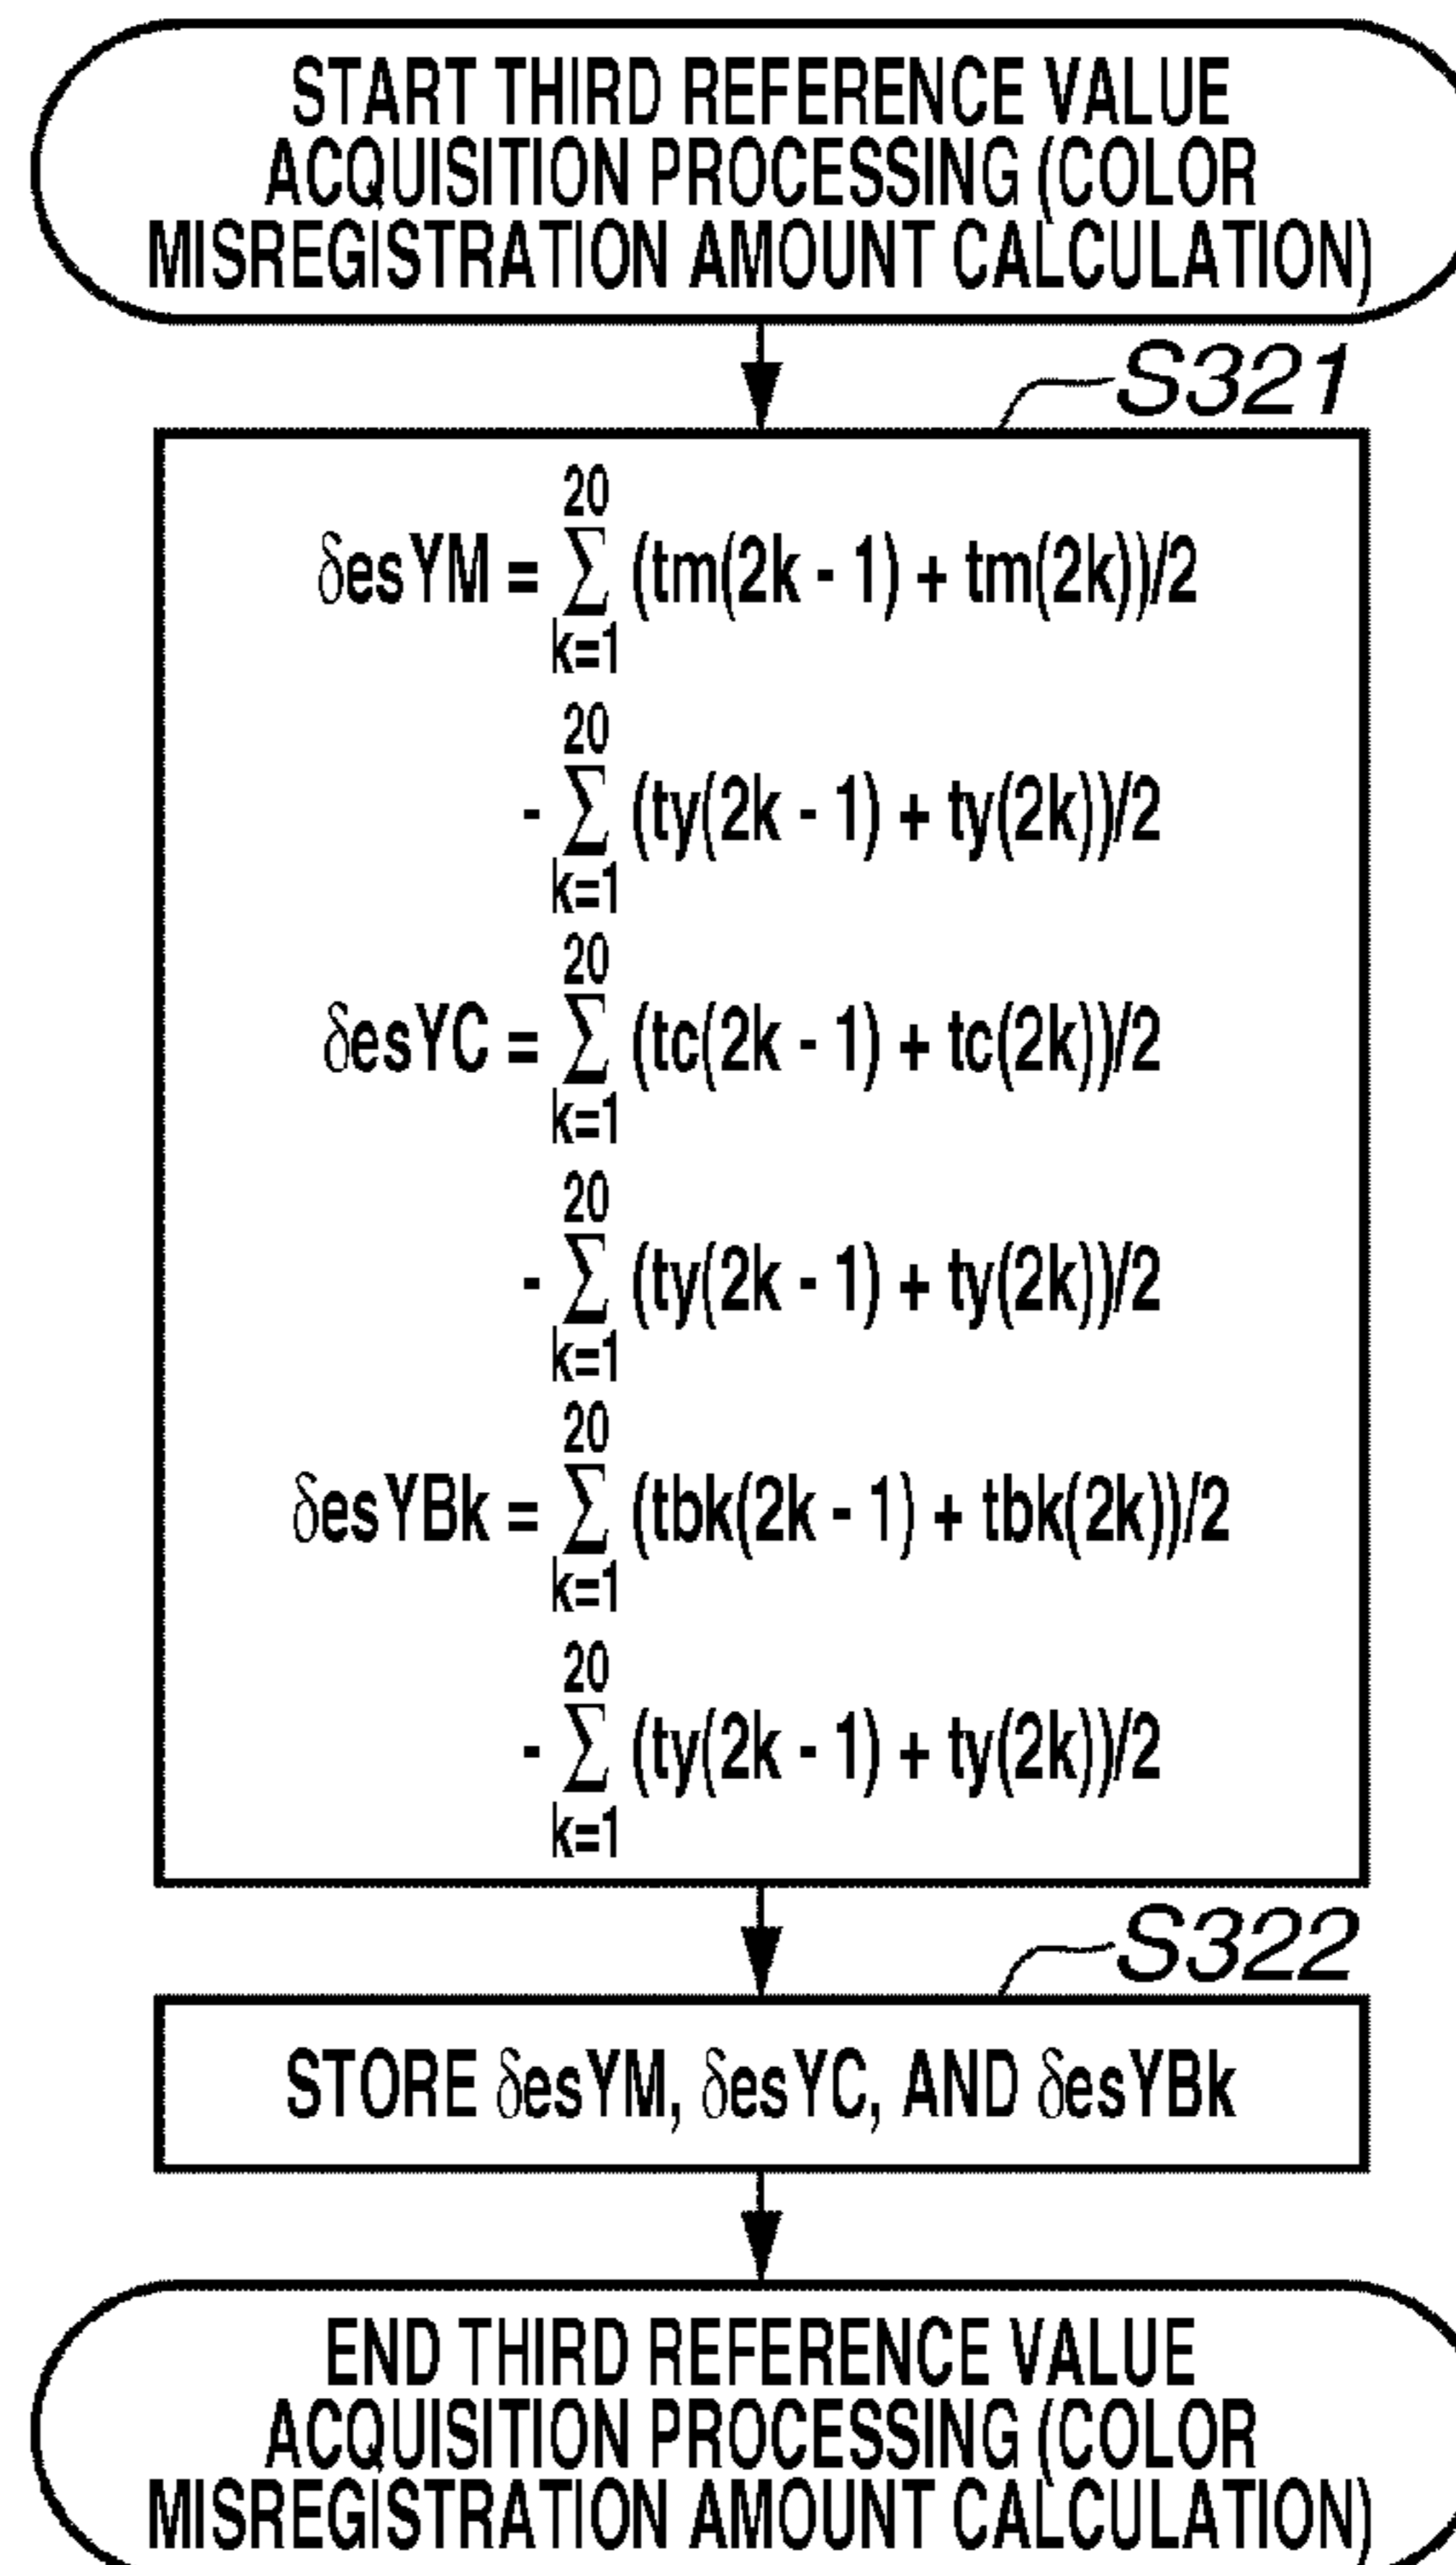 START THIRD REFERENCE VALUE
ACQUISITION PROCESSING (COLOR
MISREGISTRATION AMOUNT CALCULATION)
S321
20
δesYM = Σ (tm(2k - 1) + tm(2k))/2
k=1
20
- Σ (ty(2k - 1) + ty(2k))/2
k=1
20
δesYC = Σ (tc(2k - 1) + tc(2k))/2
k=1
20
- Σ (ty(2k - 1) + ty(2k))/2
k=1
20
δesYBk = Σ (tbk(2k - 1) + tbk(2k))/2
k=1
20
- Σ (ty(2k - 1) + ty(2k))/2
k=1
S322
STORE δesYM, δesYC, AND δesYBk
END THIRD REFERENCE VALUE
ACQUISITION PROCESSING (COLOR
MISREGISTRATION AMOUNT CALCULATION)